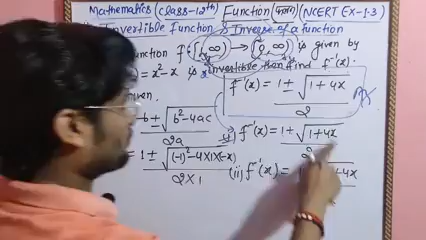 Mathematics (class-12th) Function (फलन) (NCERT EX-1.3)
Invertible function & Inverse of a function
function f: [ , ∞) → [ , ∞) is given by
= x²-x is invertible then find f⁻¹(x).
given.
f⁻¹(x) = 1 ± √1+4x / 2
-b ± √b²-4ac / 2a
(i) f⁻¹(x) = 1 + √1+4x / 2
= 1 ± √(-1)²-4×1×(-x) / 2×1
(ii) f⁻¹(x) = 4x